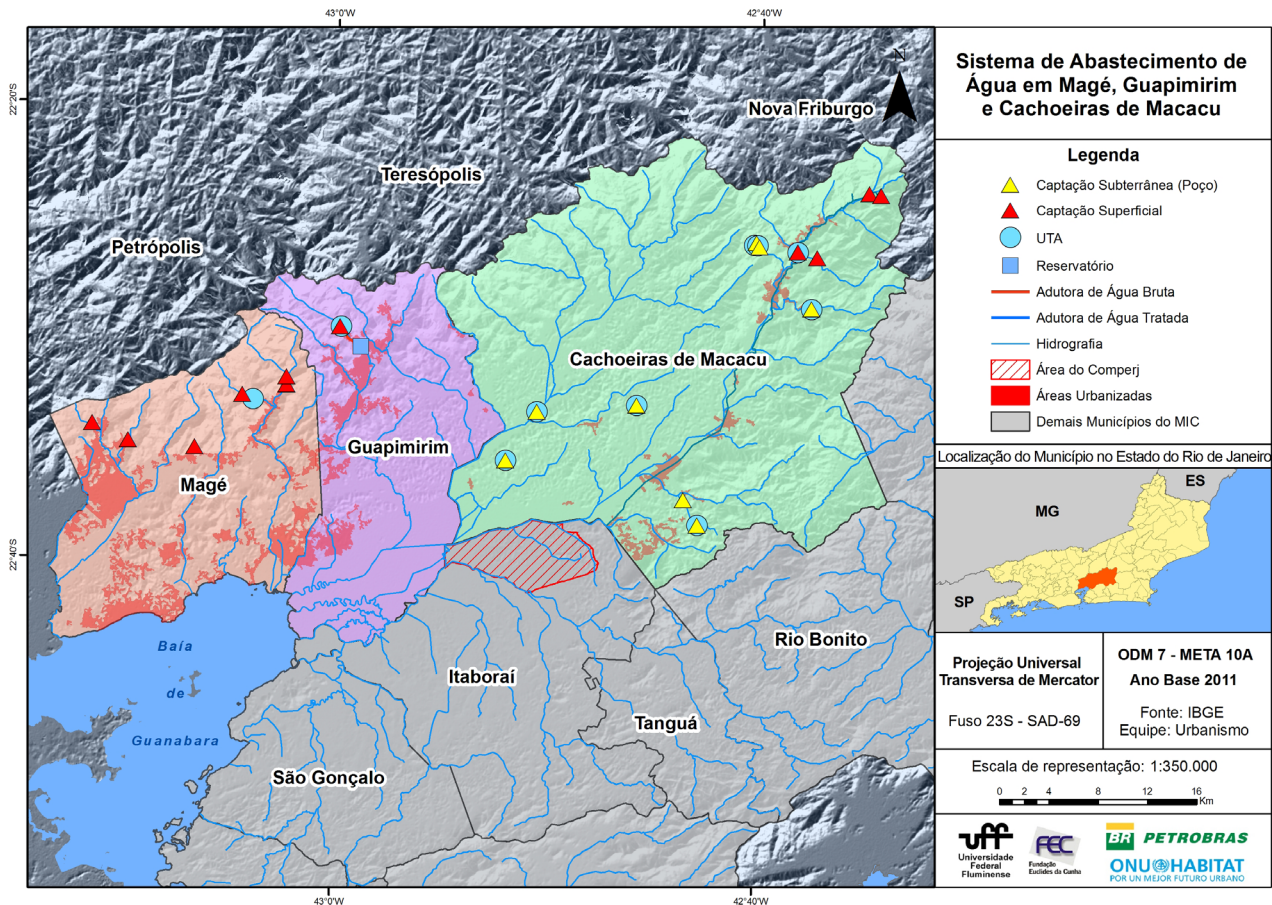 43°0'W
42°40'W
22°20'S
22°40'S
43°0'W
42°40'W
N
Nova Friburgo
Teresópolis
Petrópolis
Cachoeiras de Macacu
Guapimirim
Magé
Baía
de
Guanabara
Itaboraí
Rio Bonito
Tanguá
São Gonçalo
Sistema de Abastecimento de
Água em Magé, Guapimirim
e Cachoeiras de Macacu
Legenda
Captação Subterrânea (Poço)
Captação Superficial
UTA
Reservatório
Adutora de Água Bruta
Adutora de Água Tratada
Hidrografia
Área do Comperj
Áreas Urbanizadas
Demais Municípios do MIC
Localização do Município no Estado do Rio de Janeiro
ES
MG
SP
Projeção Universal
Transversa de Mercator
Fuso 23S - SAD-69
ODM 7 - META 10A
Ano Base 2011
Fonte: IBGE
Equipe: Urbanismo
Escala de representação: 1:350.000
0 2 4 8 12 16
Km
uff
Universidade
Federal
Fluminense
FEC
Fundação
Euclides da Cunha
BR PETROBRAS
ONU HABITAT
POR UN MEJOR FUTURO URBANO